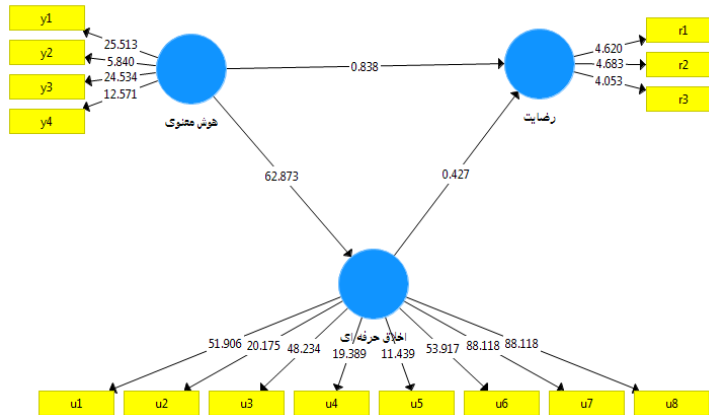 y1
y2
y3
y4
25.513
5.840
24.534
12.571
هوش معنوی
0.838
رضایت
4.620
4.683
4.053
r1
r2
r3
62.873
0.427
اخلاق حرفه ای
51.906
20.175
48.234
19.389
11.439
53.917
88.118
88.118
u1
u2
u3
u4
u5
u6
u7
u8